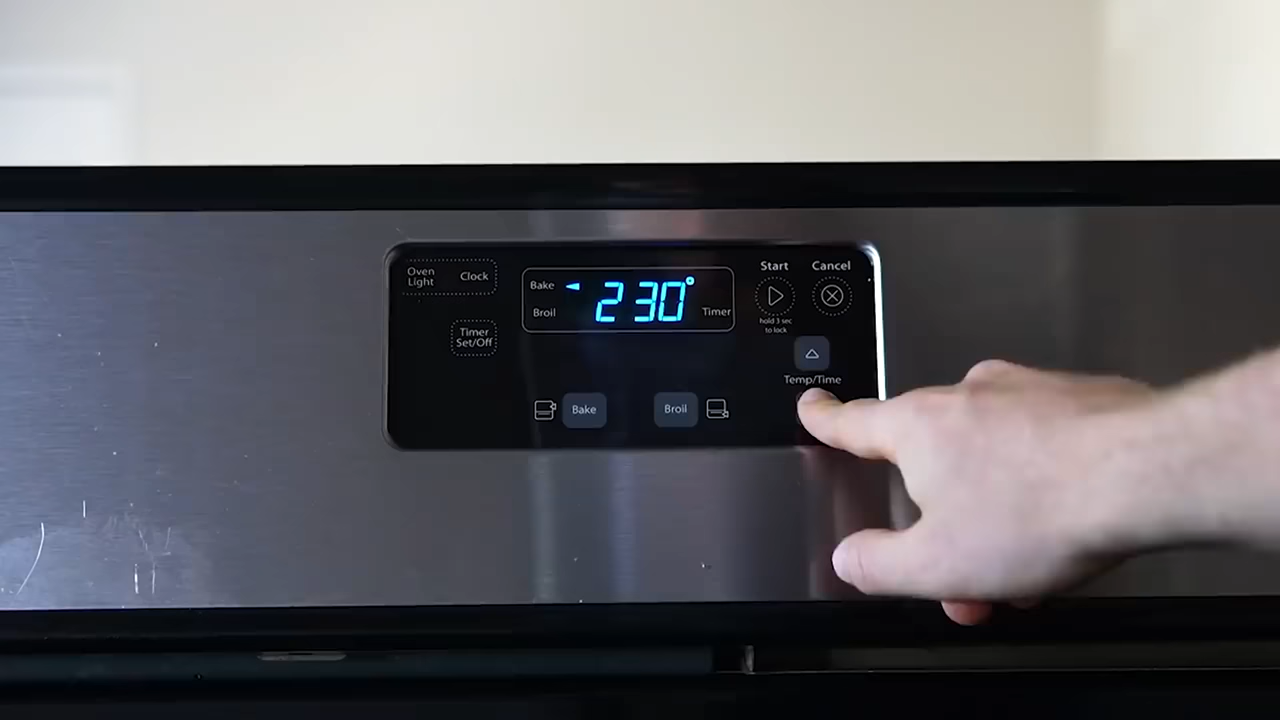 Oven
Light
Clock
Timer
Set/Off
Bake
Broil
230°
Timer
Start
Cancel
hold 3 sec
to lock
Temp/Time
Bake
Broil